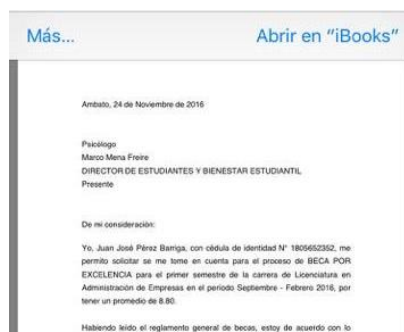 Más...
Abrir en "iBooks"
Ambato, 24 de Noviembre de 2016
Psicólogo
Marco Mena Freire
DIRECTOR DE ESTUDIANTES Y BIENESTAR ESTUDIANTIL
Presente
De mi consideración:
Yo, Juan José Pérez Barriga, con cédula de identidad N° 1805652352, me
permito solicitar se me tome en cuenta para el proceso de BECA POR
EXCELENCIA para el primer semestre de la carrera de Licenciatura en
Administración de Empresas en el periodo Septiembre - Febrero 2016, por
tener un promedio de 8.80.
Habiendo leído el reglamento general de becas, estoy de acuerdo con lo